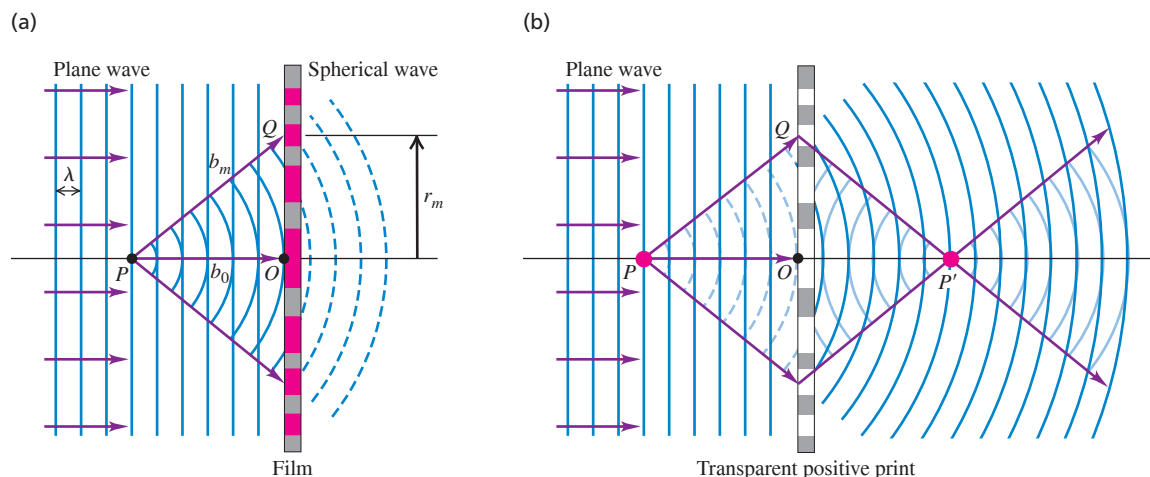 (a)
Plane wave
Spherical wave
Q
b_m
λ
r_m
P
b_0
O
Film
(b)
Plane wave
Q
P
O
P′
Transparent positive print